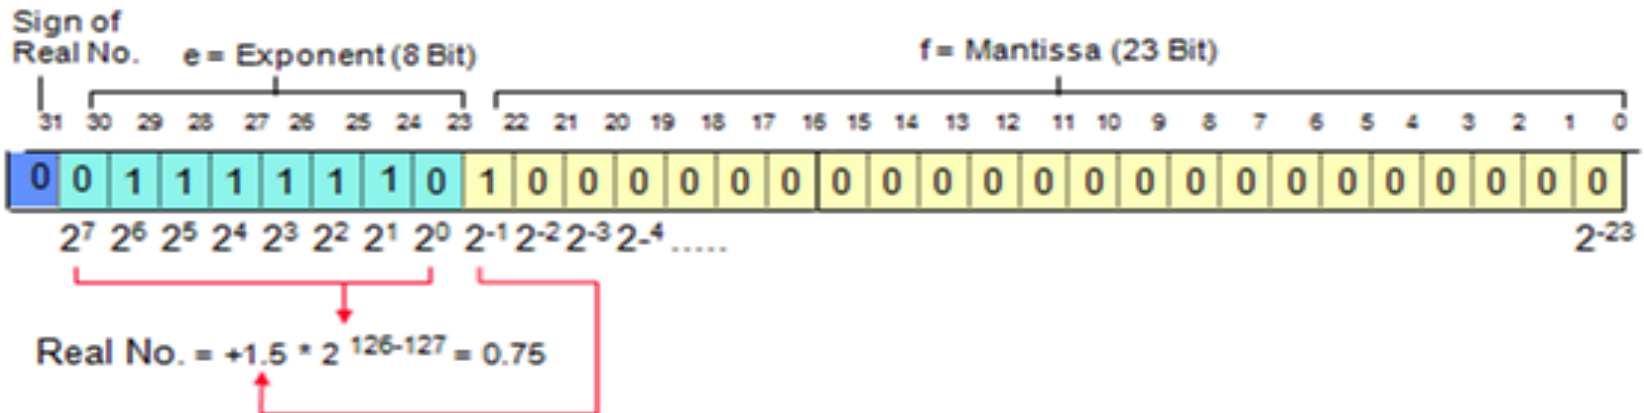 Sign of
Real No. e = Exponent (8 Bit) f = Mantissa (23 Bit)
31 30 29 28 27 26 25 24 23 22 21 20 19 18 17 16 15 14 13 12 11 10 9 8 7 6 5 4 3 2 1 0
0 0 1 1 1 1 1 1 0 1 0 0 0 0 0 0 0 0 0 0 0 0 0 0 0 0 0 0 0 0 0 0
2⁷ 2⁶ 2⁵ 2⁴ 2³ 2² 2¹ 2⁰ 2⁻¹ 2⁻² 2⁻³ 2-⁴ ..... 2⁻²³
Real No. = +1.5 * 2 ¹²⁶⁻¹²⁷ = 0.75